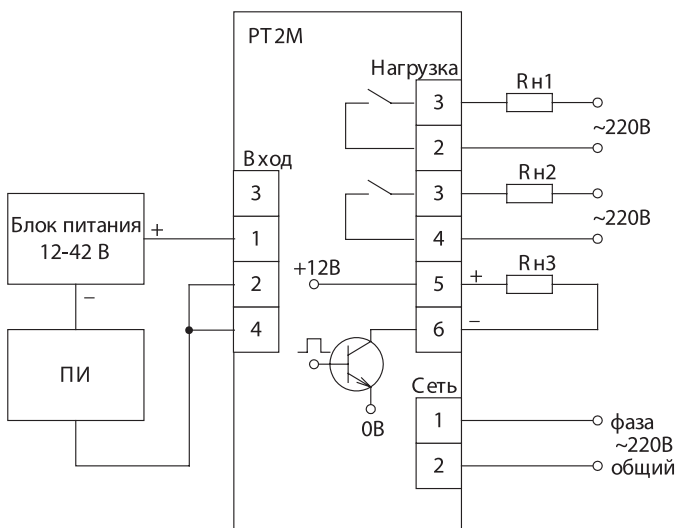 РТ2М
Нагрузка
3
Rн1
~220В
2
Вход
3
3
Rн2
~220В
4
Блок питания
12-42 В
+
1
–
2
+12В
5
+
Rн3
4
6
–
ПИ
0В
Сеть
1
фаза
~220В
2
общий